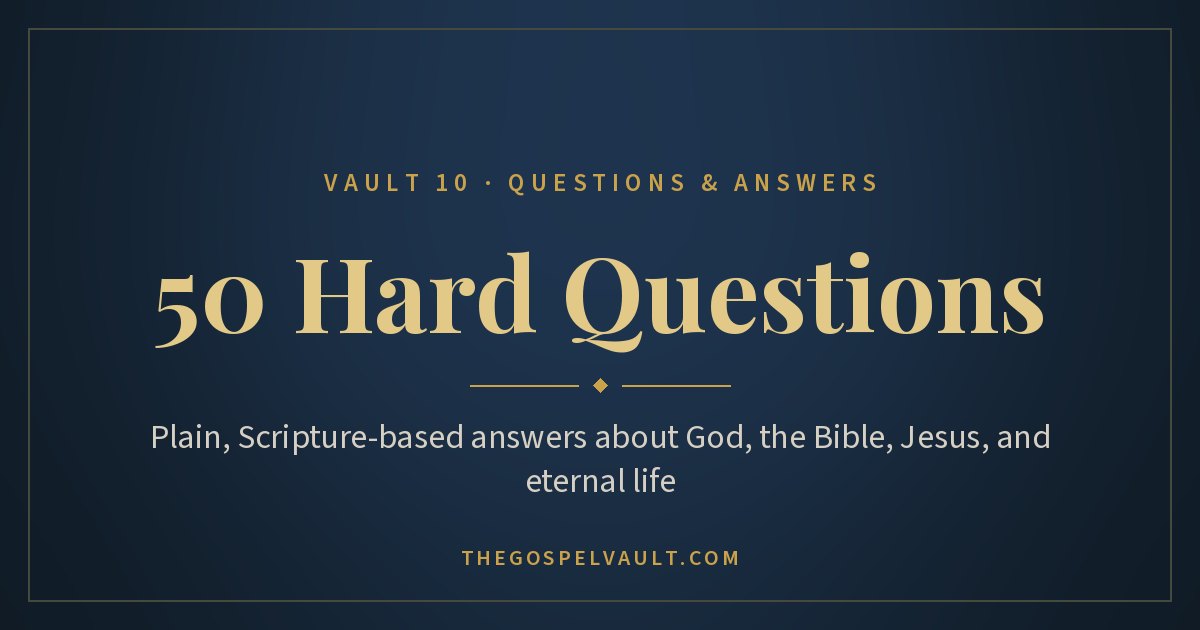 VAULT 10 · QUESTIONS & ANSWERS
50 Hard Questions
Plain, Scripture-based answers about God, the Bible, Jesus, and
eternal life
THEGOSPELVAULT.COM